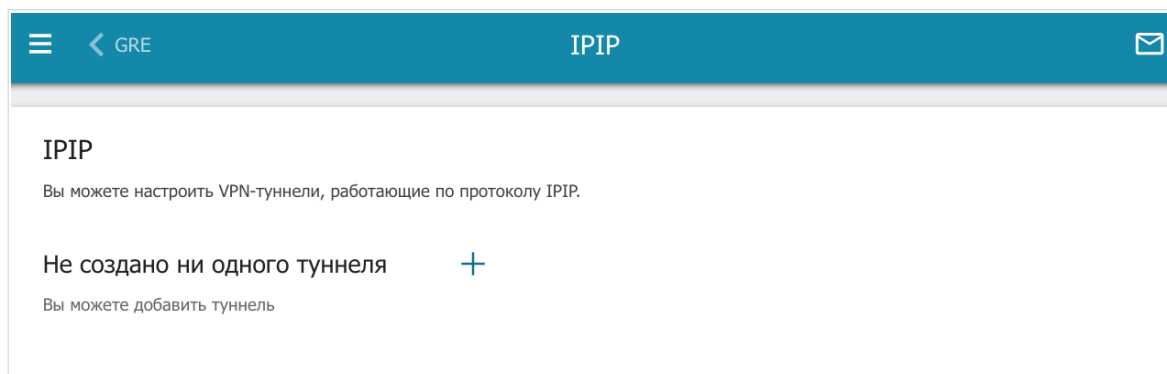 GRE
IPIP
IPIP
Вы можете настроить VPN-туннели, работающие по протоколу IPIP.
Не создано ни одного туннеля
Вы можете добавить туннель